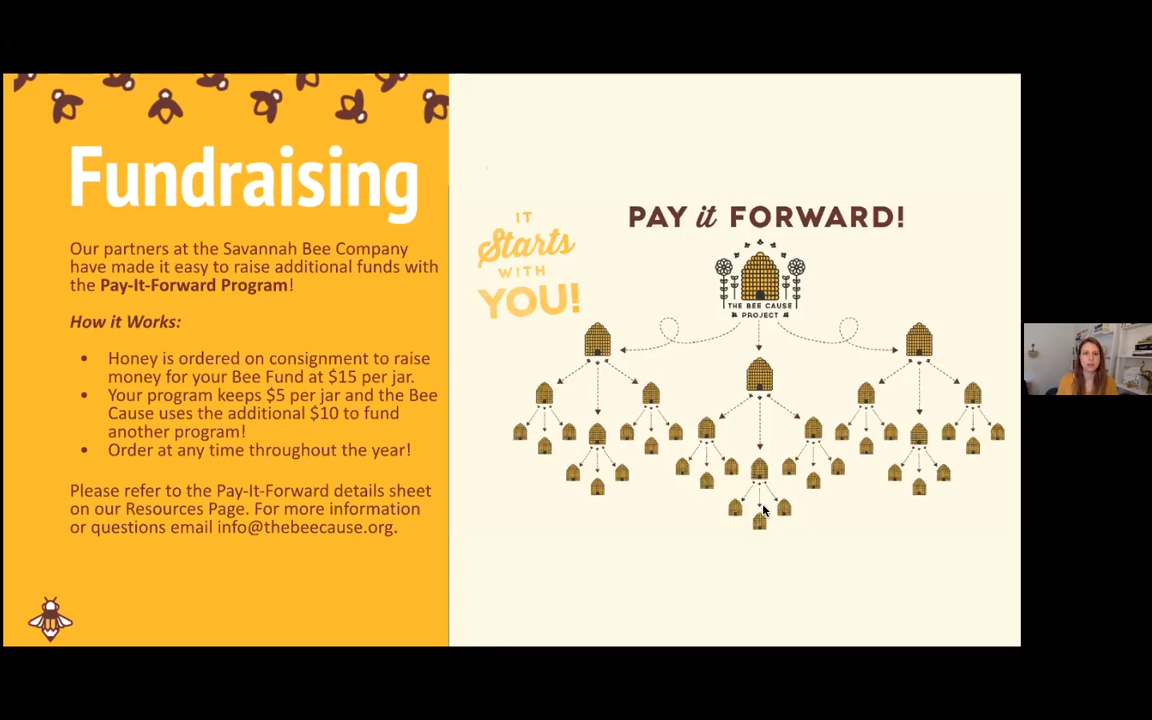 Fundraising
Our partners at the Savannah Bee Company
have made it easy to raise additional funds with
the Pay-It-Forward Program!
How it Works:
• Honey is ordered on consignment to raise
money for your Bee Fund at $15 per jar.
• Your program keeps $5 per jar and the Bee
Cause uses the additional $10 to fund
another program!
• Order at any time throughout the year!
Please refer to the Pay-It-Forward details sheet
on our Resources Page. For more information
or questions email info@thebeecause.org.
IT
Starts
WITH
YOU!
PAY it FORWARD!
THE BEE CAUSE
PROJECT